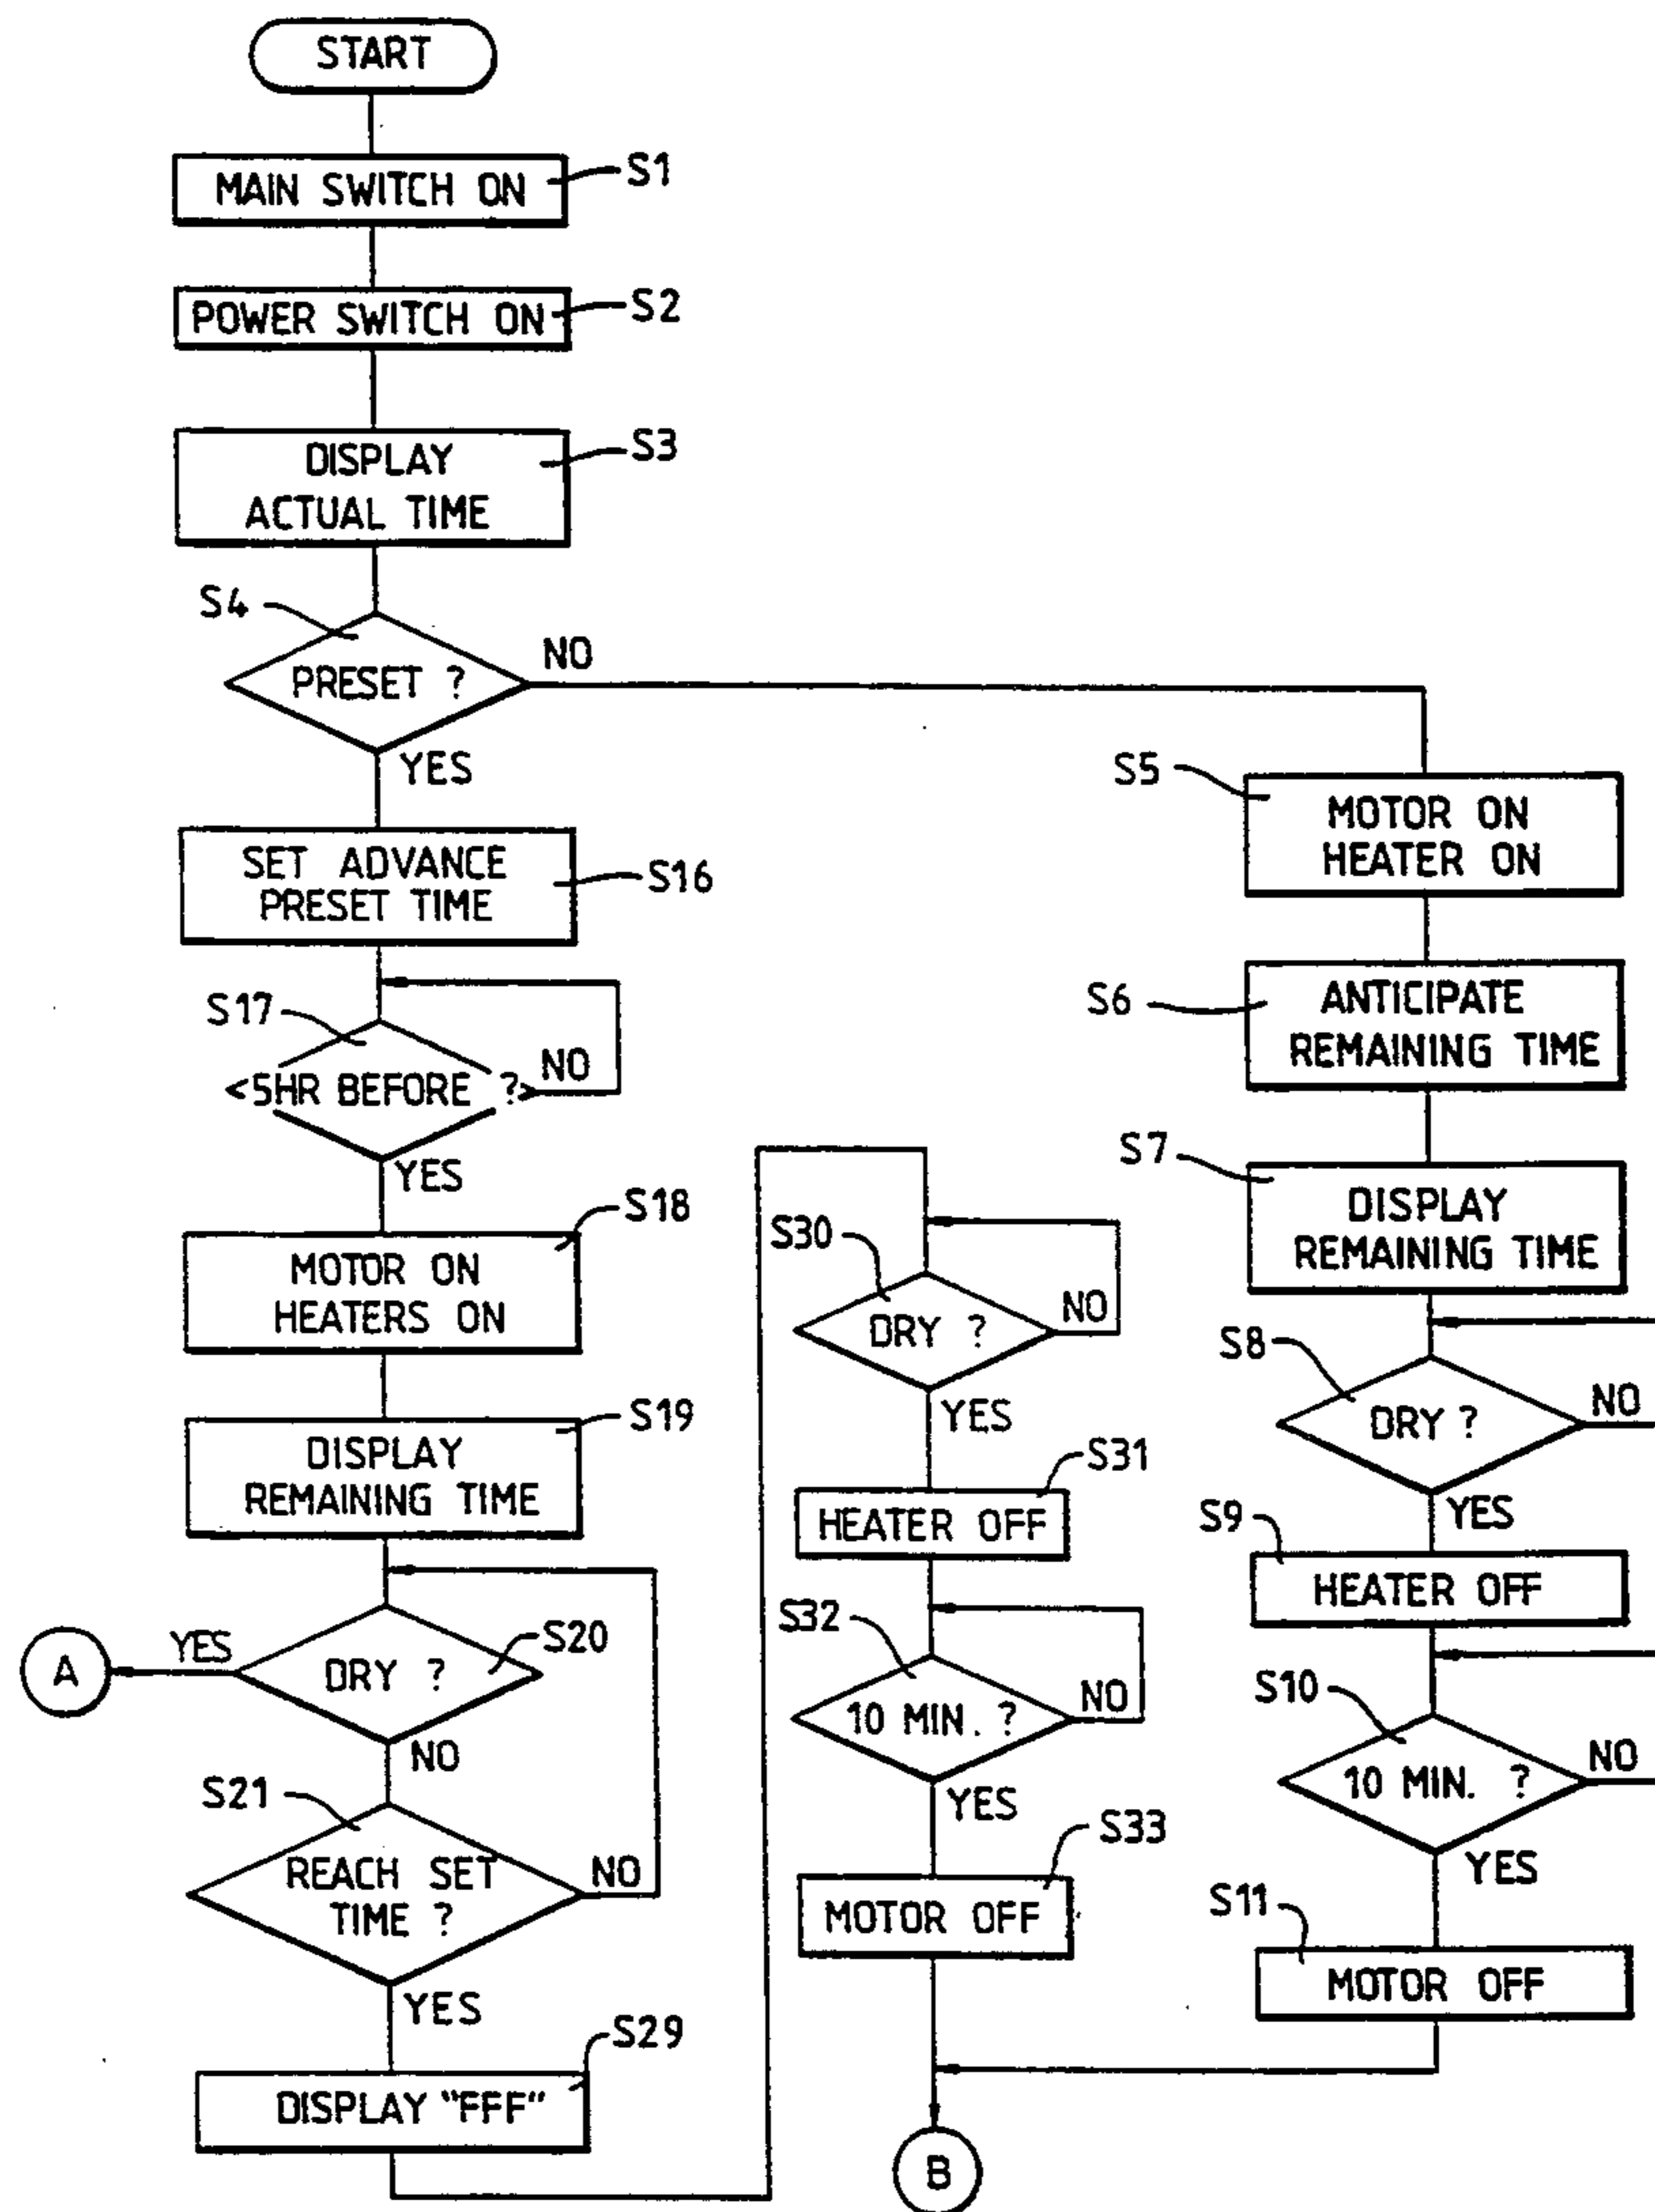 START
MAIN SWITCH ON
S1
POWER SWITCH ON
S2
DISPLAY
ACTUAL TIME
S3
S4
PRESET ?
NO
YES
SET ADVANCE
PRESET TIME
S16
S17
<5HR BEFORE ?>
NO
YES
MOTOR ON
HEATERS ON
S18
DISPLAY
REMAINING TIME
S19
A
YES
DRY ?
S20
NO
S21
REACH SET
TIME ?
NO
YES
DISPLAY "FFF"
S29
S30
DRY ?
NO
YES
HEATER OFF
S31
S32
10 MIN. ?
NO
YES
MOTOR OFF
S33
B
S5
MOTOR ON
HEATER ON
S6
ANTICIPATE
REMAINING TIME
S7
DISPLAY
REMAINING TIME
S8
DRY ?
NO
YES
S9
HEATER OFF
S10
10 MIN. ?
NO
YES
S11
MOTOR OFF